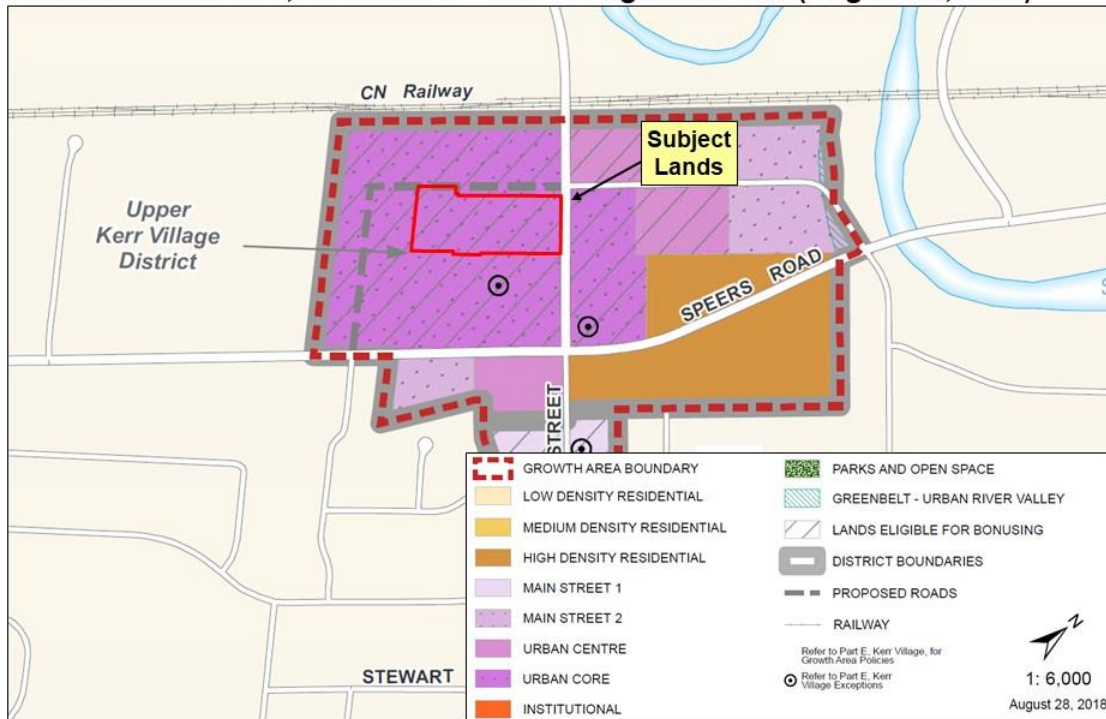 CN Railway
Subject
Lands
Upper
Kerr Village
District
SPEERS ROAD
STREET
STEWART
GROWTH AREA BOUNDARY
LOW DENSITY RESIDENTIAL
MEDIUM DENSITY RESIDENTIAL
HIGH DENSITY RESIDENTIAL
MAIN STREET 1
MAIN STREET 2
URBAN CENTRE
URBAN CORE
INSTITUTIONAL
PARKS AND OPEN SPACE
GREENBELT - URBAN RIVER VALLEY
LANDS ELIGIBLE FOR BONUSING
DISTRICT BOUNDARIES
PROPOSED ROADS
RAILWAY
Refer to Part E, Kerr Village, for
Growth Area Policies
Refer to Part E, Kerr
Village Exceptions
N
1: 6,000
August 28, 2018